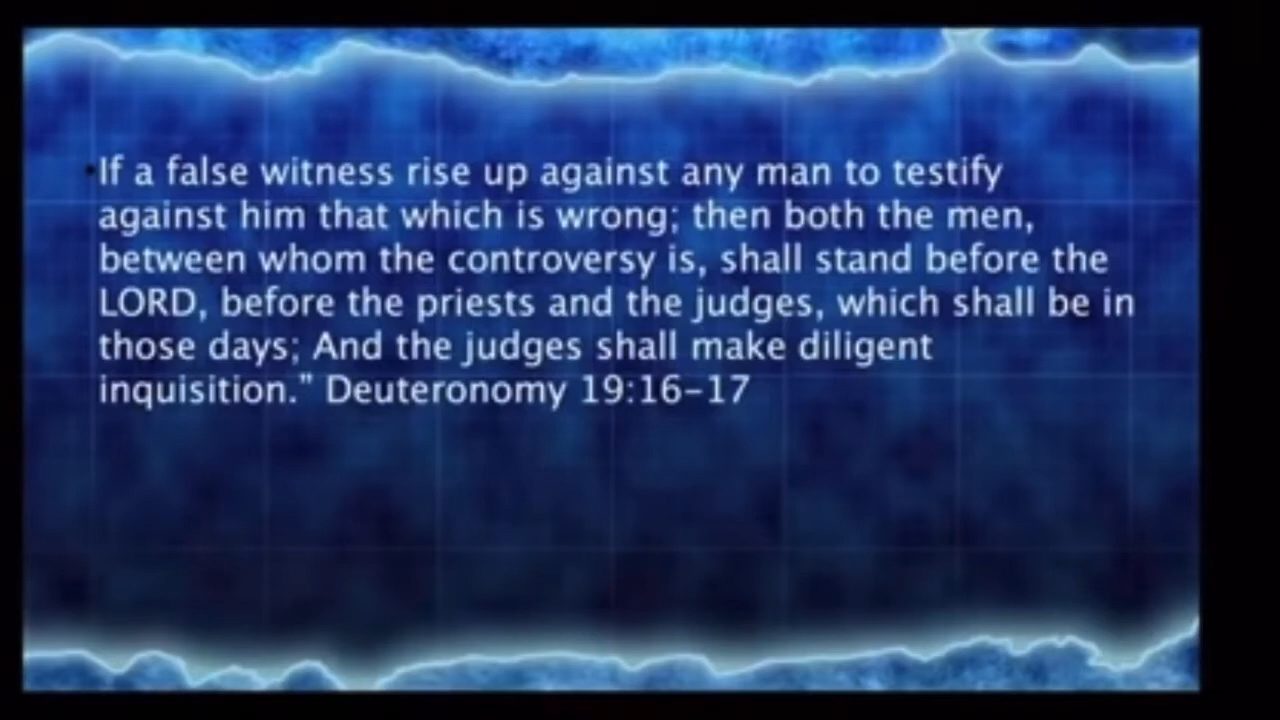 •If a false witness rise up against any man to testify
against him that which is wrong; then both the men,
between whom the controversy is, shall stand before the
LORD, before the priests and the judges, which shall be in
those days; And the judges shall make diligent
inquisition.” Deuteronomy 19:16–17